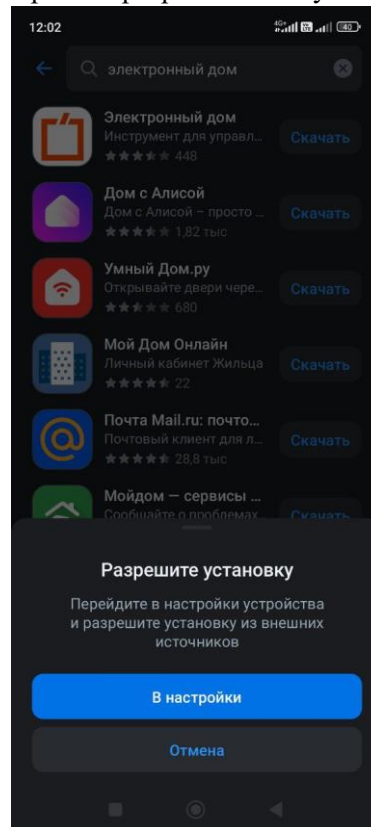 12:02
4G+
40
электронный дом
Электронный дом
Инструмент для управл...
Скачать
448
Дом с Алисой
Дом с Алисой – просто ...
Скачать
1,82 тыс
Умный Дом.ру
Открывайте двери чере...
Скачать
680
Мой Дом Онлайн
Личный кабинет Жильца
Скачать
22
Почта Mail.ru: почто...
Почтовый клиент для л...
Скачать
28,8 тыс
Мойдом — сервисы ...
Сообщайте о проблемах
Скачать
Разрешите установку
Перейдите в настройки устройства
и разрешите установку из внешних
источников
В настройки
Отмена